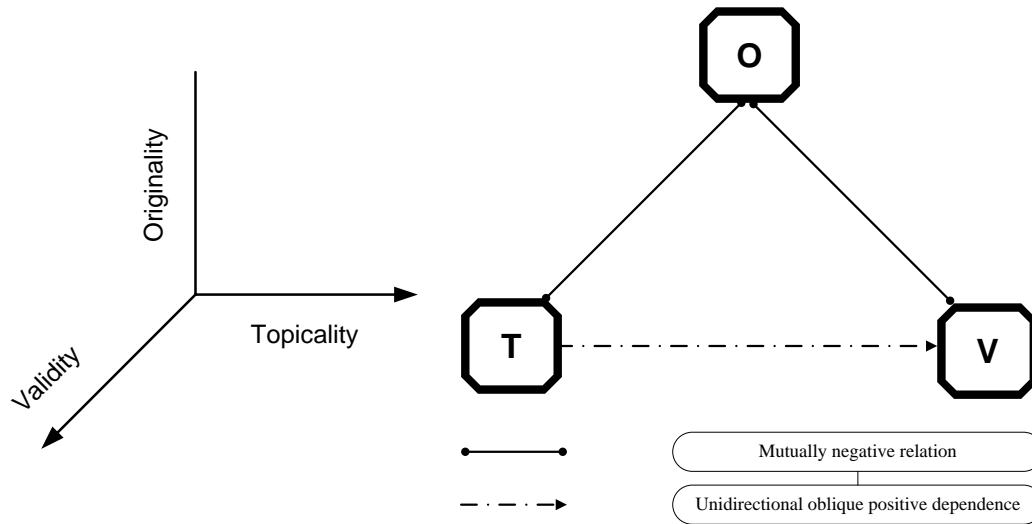 Originality
Topicality
Validity
O
T
V
Mutually negative relation
Unidirectional oblique positive dependence